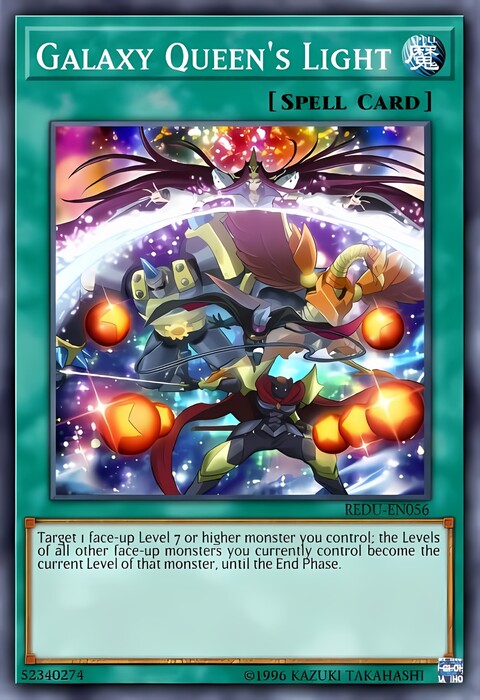 Galaxy Queen's Light
魔
[Spell Card]
REDU-EN056
Target 1 face-up Level 7 or higher monster you control; the Levels
of all other face-up monsters you currently control become the
current Level of that monster, until the End Phase.
52340274
©1996 KAZUKI TAKAHASHI